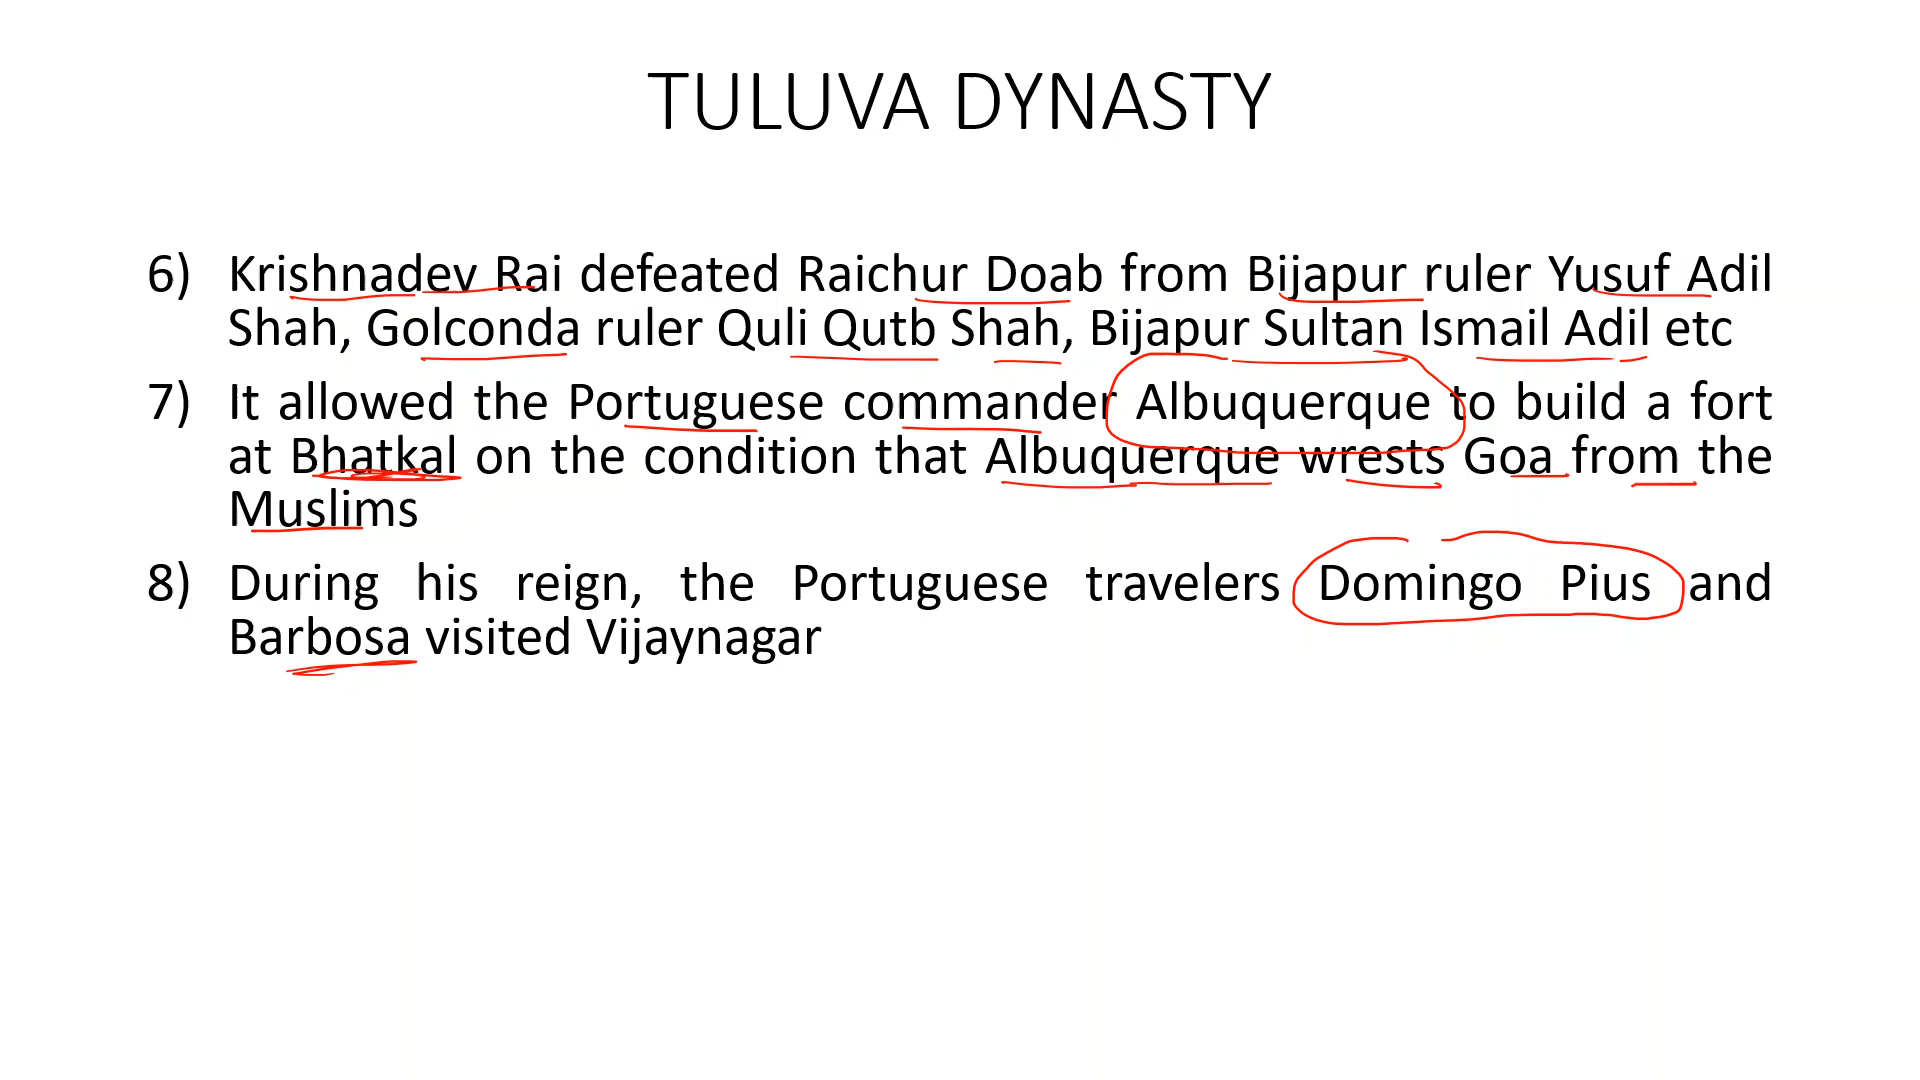 TULUVA DYNASTY
6) Krishnadev Rai defeated Raichur Doab from Bijapur ruler Yusuf Adil
Shah, Golconda ruler Quli Qutb Shah, Bijapur Sultan Ismail Adil etc
7) It allowed the Portuguese commander Albuquerque to build a fort
at Bhatkal on the condition that Albuquerque wrests Goa from the
Muslims
8) During his reign, the Portuguese travelers Domingo Pius and
Barbosa visited Vijaynagar